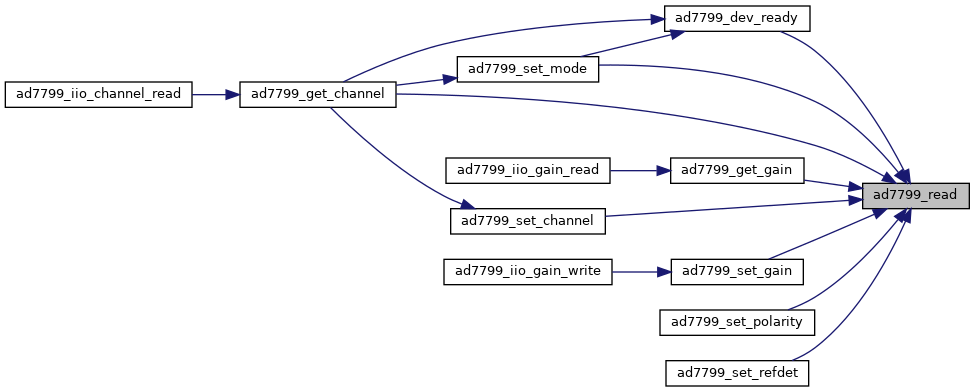 ad7799_dev_ready
ad7799_set_mode
ad7799_iio_channel_read
ad7799_get_channel
ad7799_iio_gain_read
ad7799_get_gain
ad7799_read
ad7799_set_channel
ad7799_iio_gain_write
ad7799_set_gain
ad7799_set_polarity
ad7799_set_refdet